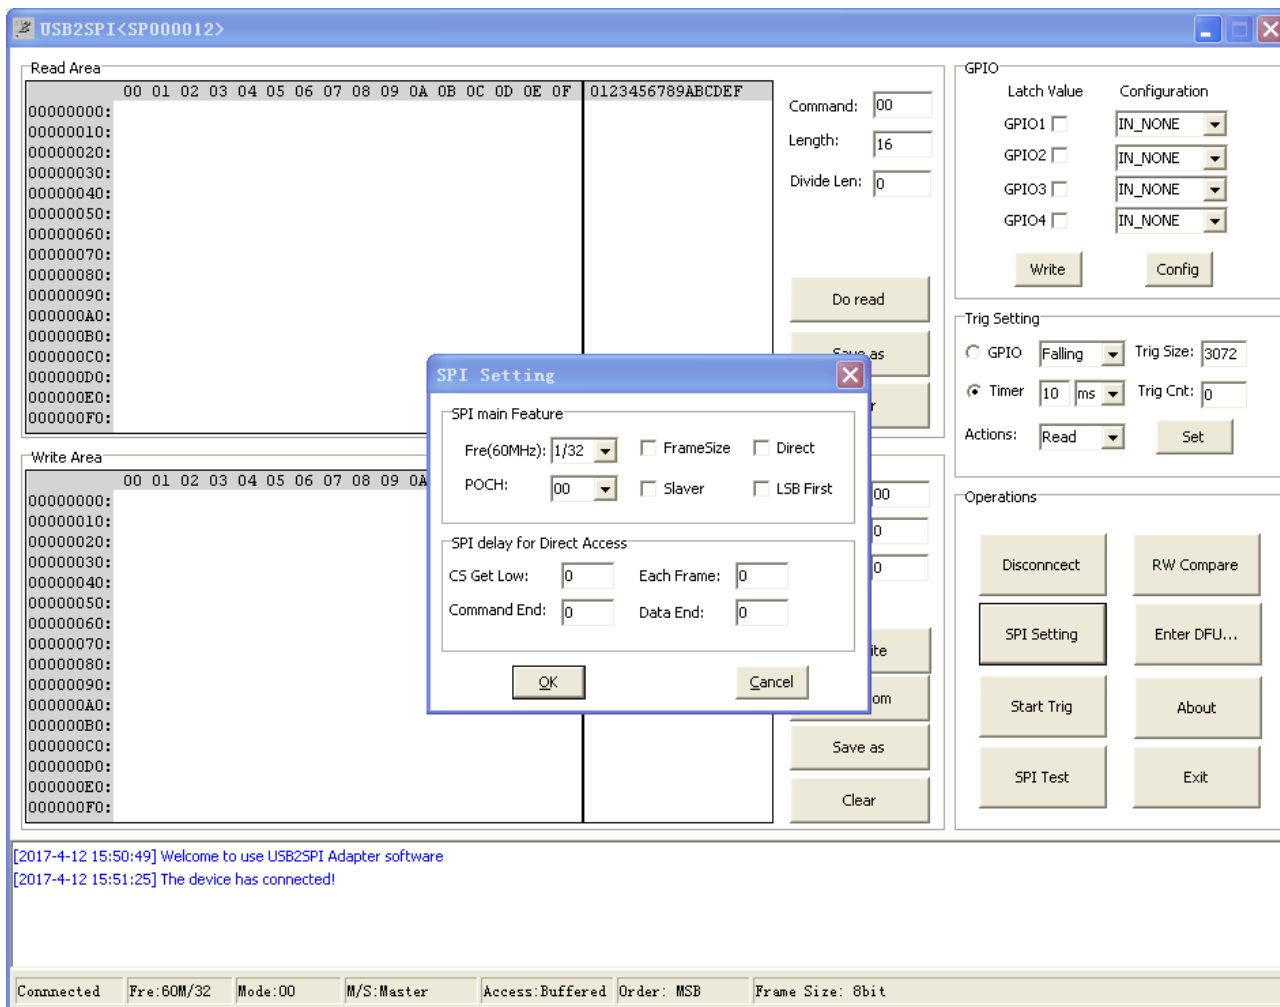 USB2SPI<SP000012>
Read Area
00 01 02 03 04 05 06 07 08 09 0A 0B 0C 0D 0E 0F 0123456789ABCDEF
00000000:
00000010:
00000020:
00000030:
00000040:
00000050:
00000060:
00000070:
00000080:
00000090:
000000A0:
000000B0:
000000C0:
000000D0:
000000E0:
000000F0:
Command: 00
Length: 16
Divide Len: 0
Do read
Save as
Write Area
00 01 02 03 04 05 06 07 08 09 0A
00000000:
00000010:
00000020:
00000030:
00000040:
00000050:
00000060:
00000070:
00000080:
00000090:
000000A0:
000000B0:
000000C0:
000000D0:
000000E0:
000000F0:
00
0
0
Save as
Clear
SPI Setting
SPI main Feature
Fre(60MHz): 1/32 FrameSize Direct
POCH: 00 Slaver LSB First
SPI delay for Direct Access
CS Get Low: 0 Each Frame: 0
Command End: 0 Data End: 0
OK Cancel
GPIO
Latch Value Configuration
GPIO1 IN_NONE
GPIO2 IN_NONE
GPIO3 IN_NONE
GPIO4 IN_NONE
Write Config
Trig Setting
GPIO Falling Trig Size: 3072
Timer 10 ms Trig Cnt: 0
Actions: Read Set
Operations
Disconncect RW Compare
SPI Setting Enter DFU...
Start Trig About
SPI Test Exit
[2017-4-12 15:50:49] Welcome to use USB2SPI Adapter software
[2017-4-12 15:51:25] The device has connected!
Connnected Fre:60M/32 Mode:00 M/S:Master Access:Buffered Order: MSB Frame Size: 8bit